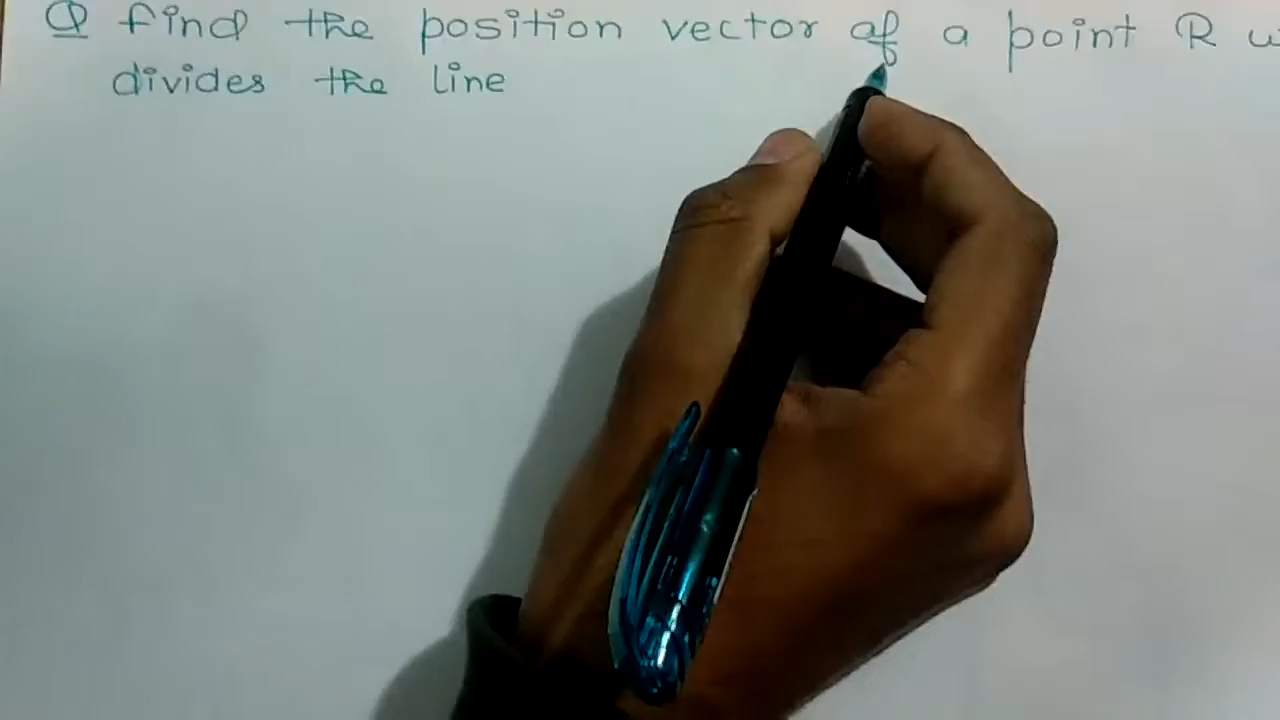 Q Find the position vector of a point R w
divides the line